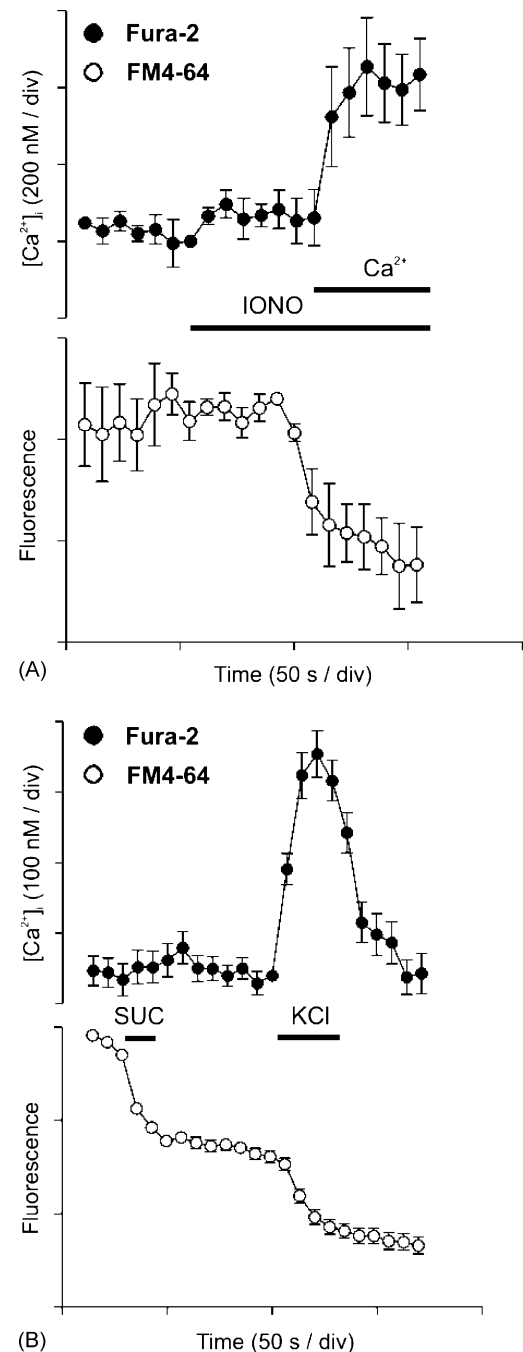 Fura-2
FM4-64
[Ca²⁺]ᵢ (200 nM / div)
Ca²⁺
IONO
Fluorescence
(A)
Time (50 s / div)
Fura-2
FM4-64
[Ca²⁺]ᵢ (100 nM / div)
SUC
KCl
Fluorescence
(B)
Time (50 s / div)